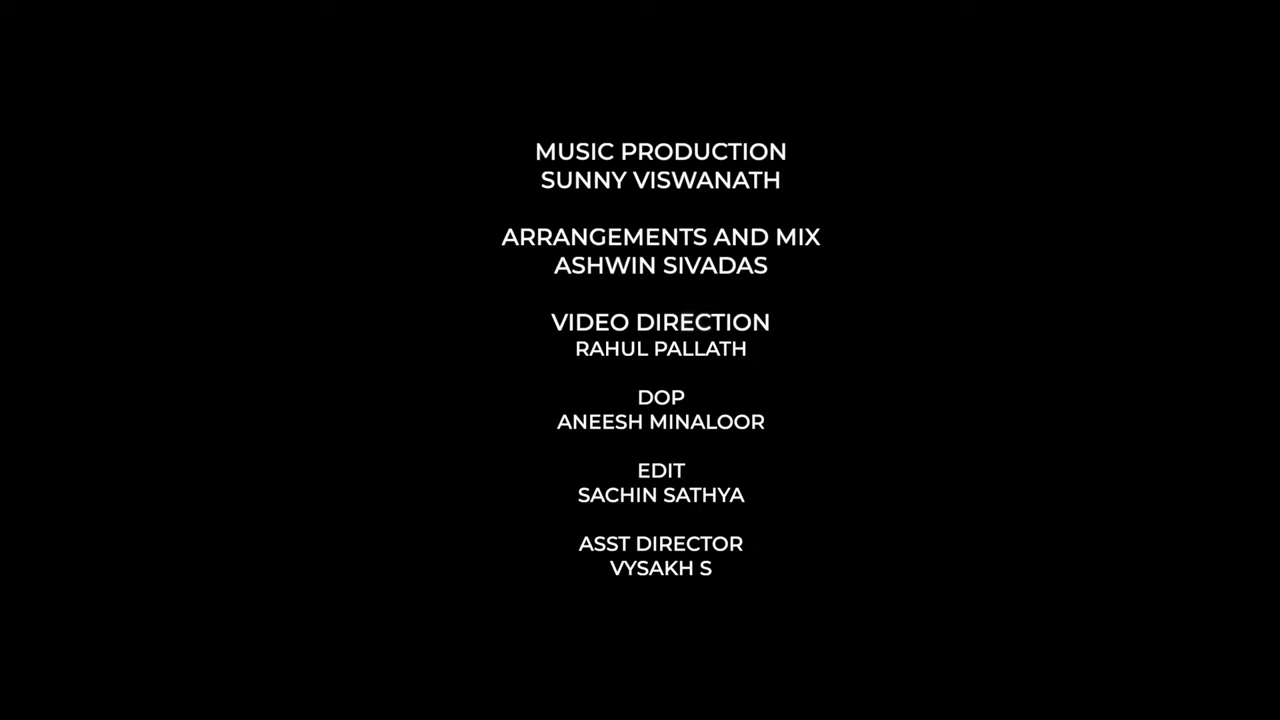 MUSIC PRODUCTION
SUNNY VISWANATH
ARRANGEMENTS AND MIX
ASHWIN SIVADAS
VIDEO DIRECTION
RAHUL PALLATH
DOP
ANEESH MINALOOR
EDIT
SACHIN SATHYA
ASST DIRECTOR
VYSAKH S